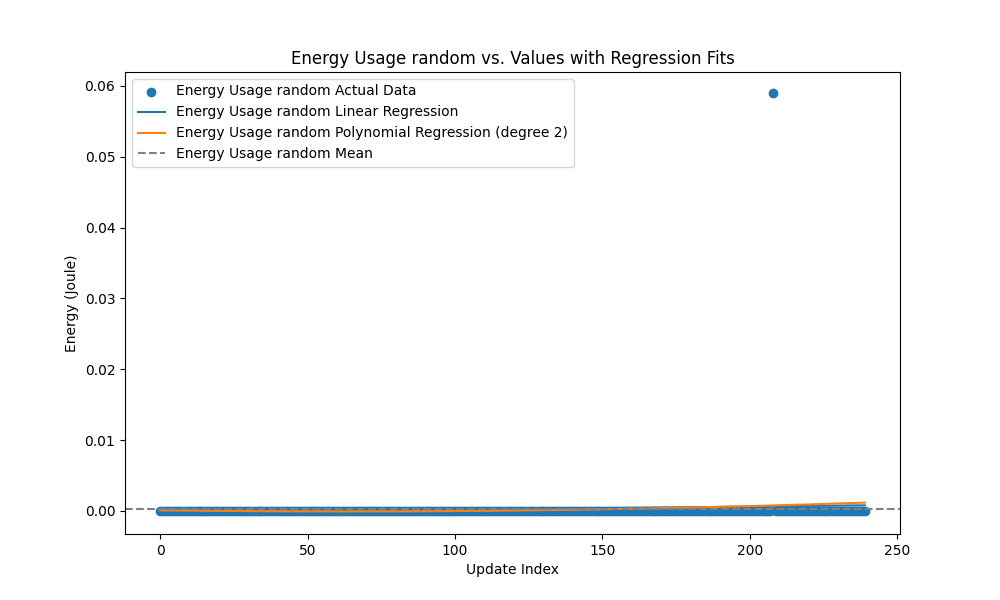 Energy Usage random vs. Values with Regression Fits
Energy Usage random Actual Data
Energy Usage random Linear Regression
Energy Usage random Polynomial Regression (degree 2)
Energy Usage random Mean
Energy (Joule)
0.06
0.05
0.04
0.03
0.02
0.01
0.00
0 50 100 150 200 250
Update Index